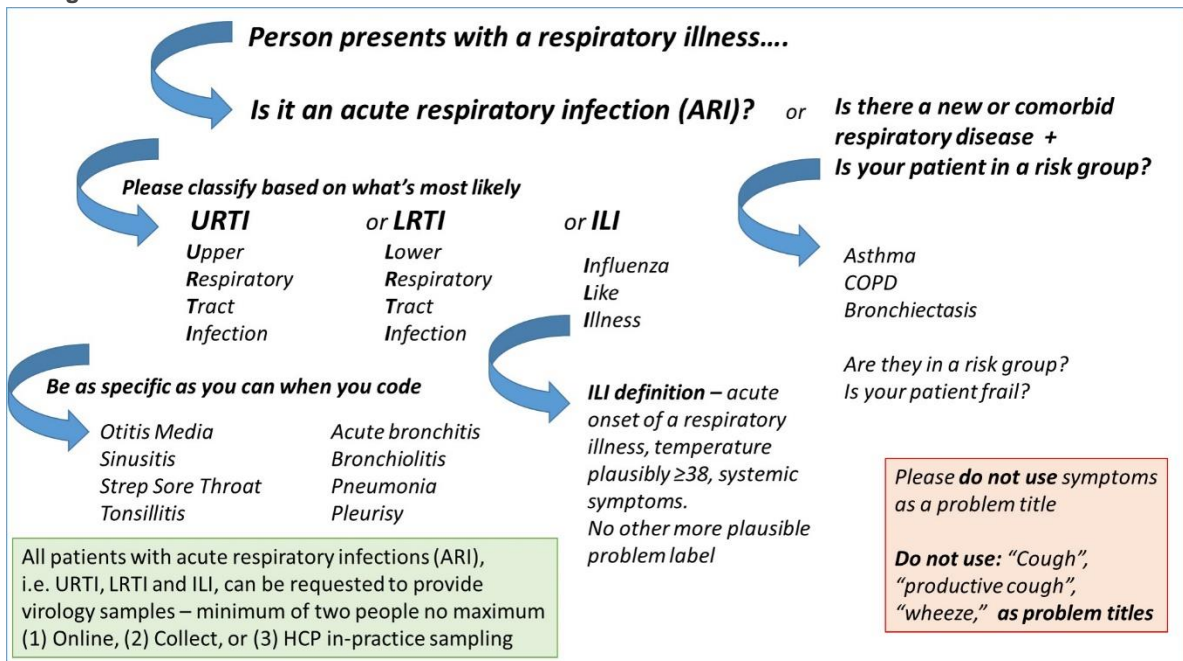 Person presents with a respiratory illness....
Is it an acute respiratory infection (ARI)? or
Is there a new or comorbid
respiratory disease +
Is your patient in a risk group?
Please classify based on what's most likely
URTI or LRTI or ILI
Upper
Respiratory
Tract
Infection
Lower
Respiratory
Tract
Infection
Influenza
Like
Illness
Asthma
COPD
Bronchiectasis
Are they in a risk group?
Is your patient frail?
Be as specific as you can when you code
Otitis Media
Sinusitis
Strep Sore Throat
Tonsillitis
Acute bronchitis
Bronchiolitis
Pneumonia
Pleurisy
ILI definition – acute
onset of a respiratory
illness, temperature
plausibly ≥38, systemic
symptoms.
No other more plausible
problem label
Please do not use symptoms
as a problem title
Do not use: "Cough",
"productive cough",
"wheeze," as problem titles
All patients with acute respiratory infections (ARI),
i.e. URTI, LRTI and ILI, can be requested to provide
virology samples – minimum of two people no maximum
(1) Online, (2) Collect, or (3) HCP in-practice sampling